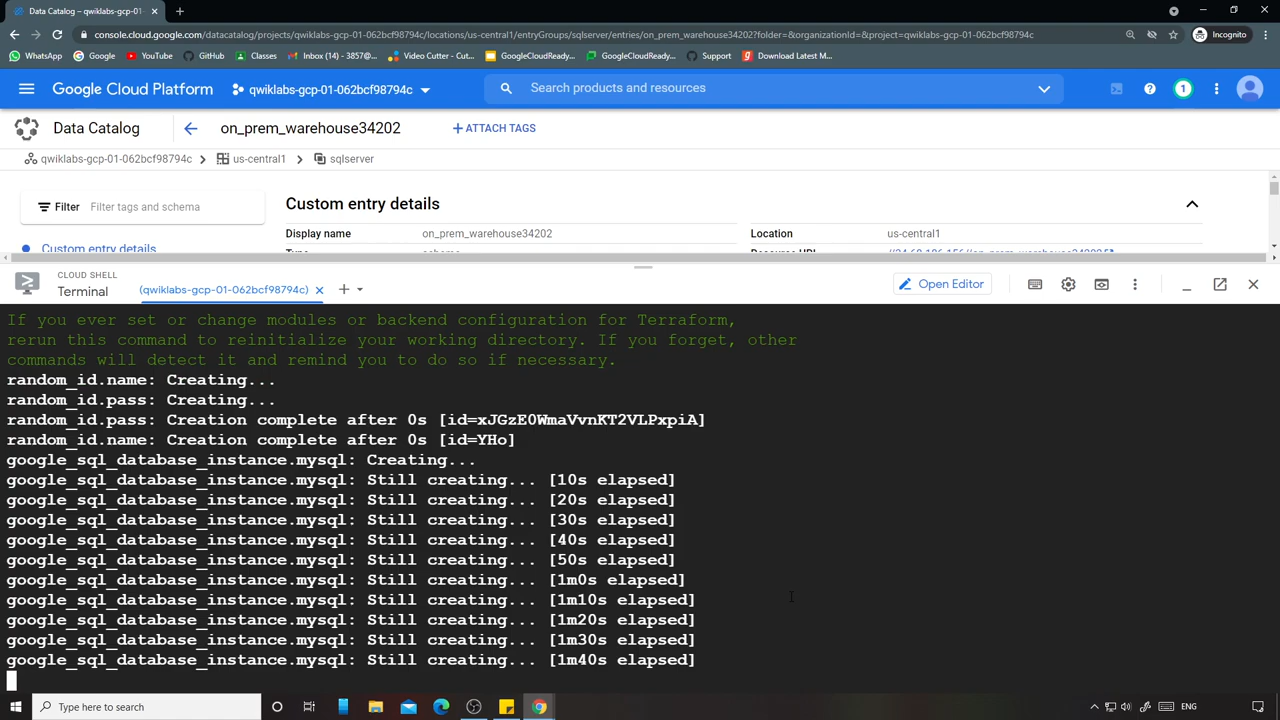 Data Catalog – qwiklabs-gcp-01-
console.cloud.google.com/datacatalog/projects/qwiklabs-gcp-01-062bcf98794c/locations/us-central1/entryGroups/sqlserver/entries/on_prem_warehouse34202?folder=&organizationId=&project=qwiklabs-gcp-01-062bcf98794c
Incognito
WhatsApp Google YouTube GitHub Classes Inbox (14) - 3857@... Video Cutter - Cut... GoogleCloudReady... GoogleCloudReady... Support Download Latest M...
Google Cloud Platform qwiklabs-gcp-01-062bcf98794c Search products and resources 1
Data Catalog on_prem_warehouse34202 + ATTACH TAGS
qwiklabs-gcp-01-062bcf98794c us-central1 sqlserver
Filter Filter tags and schema
Custom entry details
Display name on_prem_warehouse34202 Location us-central1
Custom entry details
CLOUD SHELL
Terminal (qwiklabs-gcp-01-062bcf98794c) Open Editor
If you ever set or change modules or backend configuration for Terraform,
rerun this command to reinitialize your working directory. If you forget, other
commands will detect it and remind you to do so if necessary.
random_id.name: Creating...
random_id.pass: Creating...
random_id.pass: Creation complete after 0s [id=xJGzE0WmaVvnKT2VLPxpiA]
random_id.name: Creation complete after 0s [id=YHo]
google_sql_database_instance.mysql: Creating...
google_sql_database_instance.mysql: Still creating... [10s elapsed]
google_sql_database_instance.mysql: Still creating... [20s elapsed]
google_sql_database_instance.mysql: Still creating... [30s elapsed]
google_sql_database_instance.mysql: Still creating... [40s elapsed]
google_sql_database_instance.mysql: Still creating... [50s elapsed]
google_sql_database_instance.mysql: Still creating... [1m0s elapsed]
google_sql_database_instance.mysql: Still creating... [1m10s elapsed]
google_sql_database_instance.mysql: Still creating... [1m20s elapsed]
google_sql_database_instance.mysql: Still creating... [1m30s elapsed]
google_sql_database_instance.mysql: Still creating... [1m40s elapsed]
Type here to search ENG